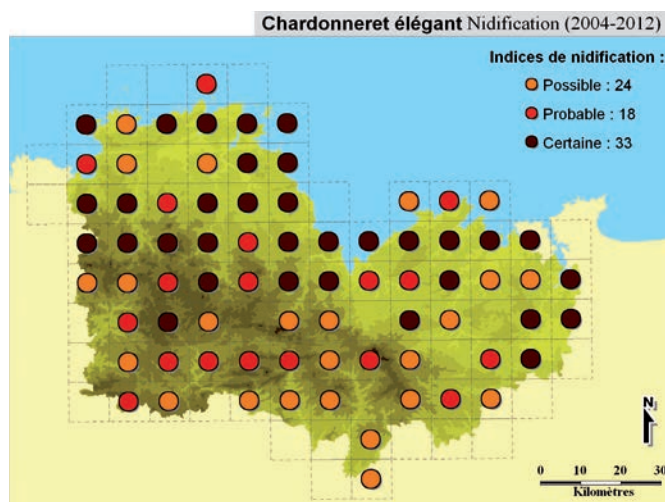 Chardonneret élégant Nidification (2004-2012)
Indices de nidification :
Possible : 24
Probable : 18
Certaine : 33
N
0 10 20 30
Kilomètres